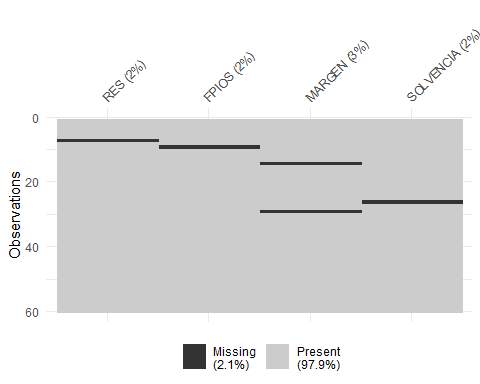 RES (2%)
FPIOS (2%)
MARGEN (3%)
SOLVENCIA (2%)
Observations
0
20
40
60
Missing
(2.1%)
Present
(97.9%)